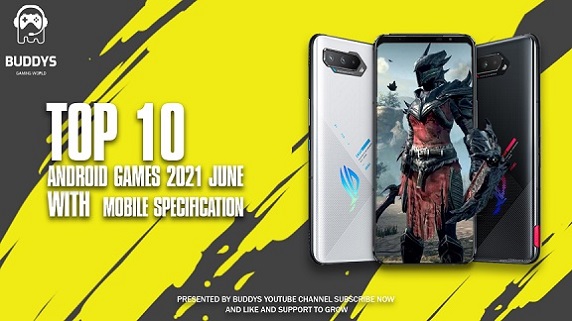 BUDDYS
GAMING WORLD
TOP 10
ANDROID GAMES 2021 JUNE
WITH MOBILE SPECIFICATION
PRESENTED BY BUDDYS YOUTUBE CHANNEL SUBSCRIBE NOW
AND LIKE AND SUPPORT TO GROW